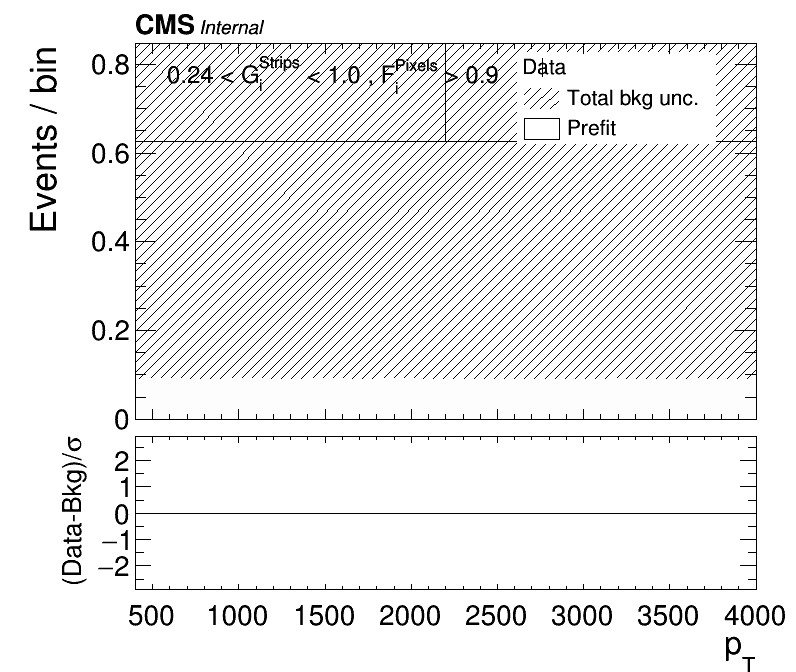 CMS Internal
Events / bin
0.8
0.6
0.4
0.2
0
0.24 < G_i^Strips < 1.0 , F_i^Pixels > 0.9
Data
Total bkg unc.
Prefit
(Data-Bkg)/σ
2
1
0
−1
−2
500 1000 1500 2000 2500 3000 3500 4000
p_T